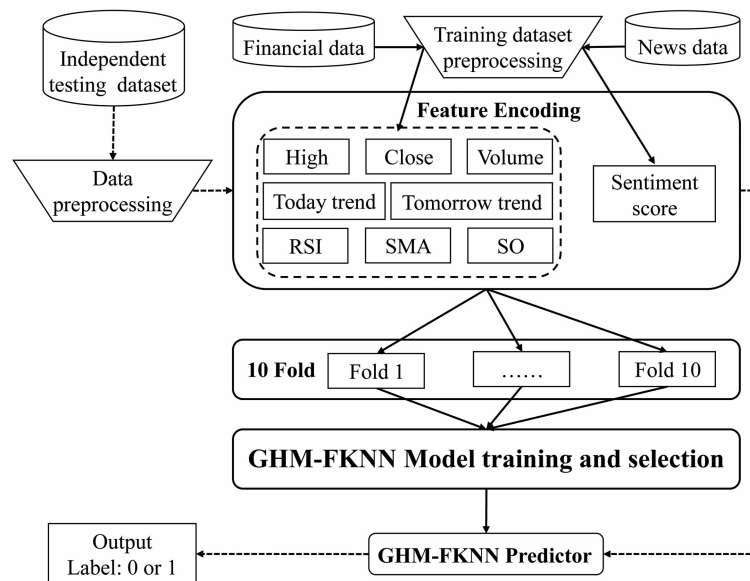 Independent
testing dataset
Financial data
Training dataset
preprocessing
News data
Data
preprocessing
Feature Encoding
High
Close
Volume
Today trend
Tomorrow trend
RSI
SMA
SO
Sentiment
score
10 Fold
Fold 1
......
Fold 10
GHM-FKNN Model training and selection
Output
Label: 0 or 1
GHM-FKNN Predictor